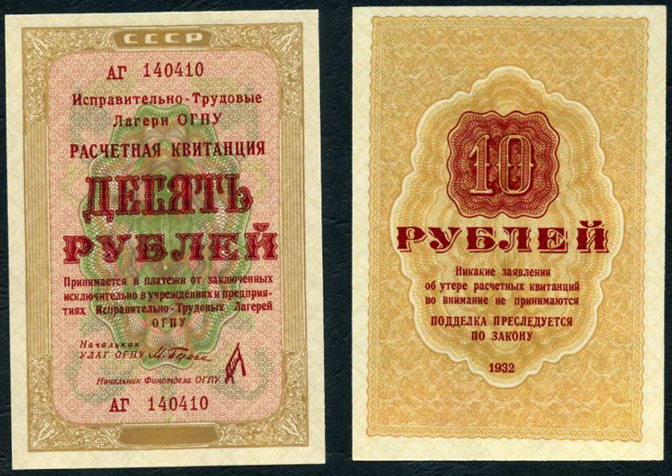 СССР
АГ 140410
Исправительно-Трудовые
Лагери ОГПУ
РАСЧЕТНАЯ КВИТАНЦИЯ
ДЕСЯТЬ
РУБЛЕЙ
Принимается в платежи от заключенных
исключительно в учреждениях и предприя-
тиях Исправительно-Трудовых Лагерей
ОГПУ
Начальник
УЛАГ ОГПУ
Начальник Финотдела ОГПУ
АГ 140410
10
РУБЛЕЙ
Никакие заявления
об утере расчетных квитанций
во внимание не принимаются
ПОДДЕЛКА ПРЕСЛЕДУЕТСЯ
ПО ЗАКОНУ
1932